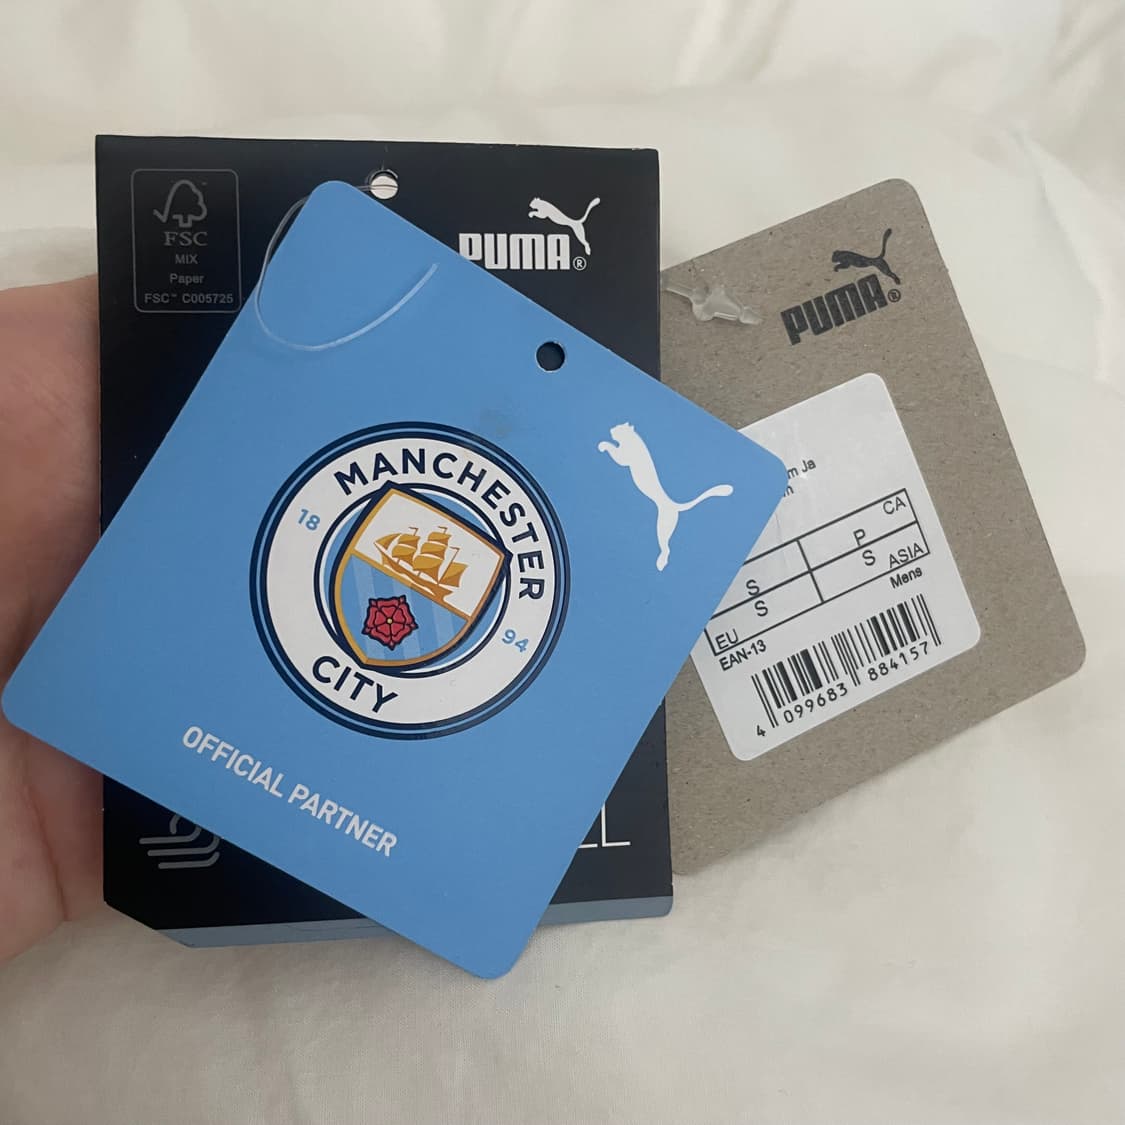 FSC
MIX
Paper
FSC™ C005725
PUMA®
MANCHESTER
18 94
CITY
OFFICIAL PARTNER
PUMA®
Ja
CA
S P
S S ASIA
EU Mens
EAN-13
4 099683 884157